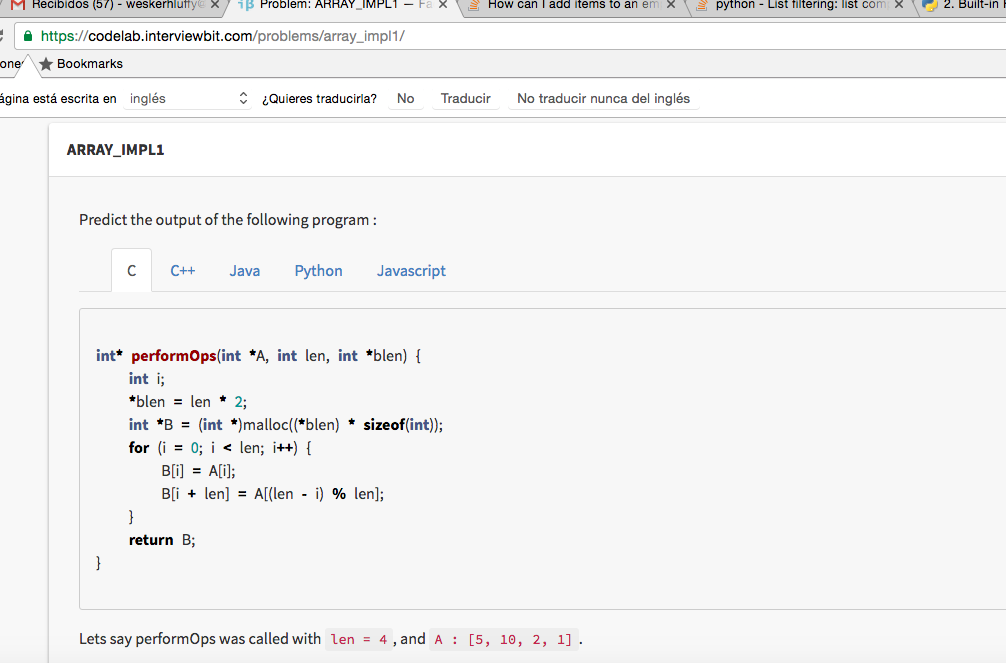 Recibidos (57) - weskerhluffy@
Problem: ARRAY_IMPL1 — Fa
How can I add items to an em
python - List filtering: list com
2. Built-in
https://codelab.interviewbit.com/problems/array_impl1/
Bookmarks
ágina está escrita en inglés ¿Quieres traducirla? No Traducir No traducir nunca del inglés
ARRAY_IMPL1
Predict the output of the following program :
C C++ Java Python Javascript
int* performOps(int *A, int len, int *blen) {
int i;
*blen = len * 2;
int *B = (int *)malloc((*blen) * sizeof(int));
for (i = 0; i < len; i++) {
B[i] = A[i];
B[i + len] = A[(len - i) % len];
}
return B;
}
Lets say performOps was called with len = 4 , and A : [5, 10, 2, 1] .